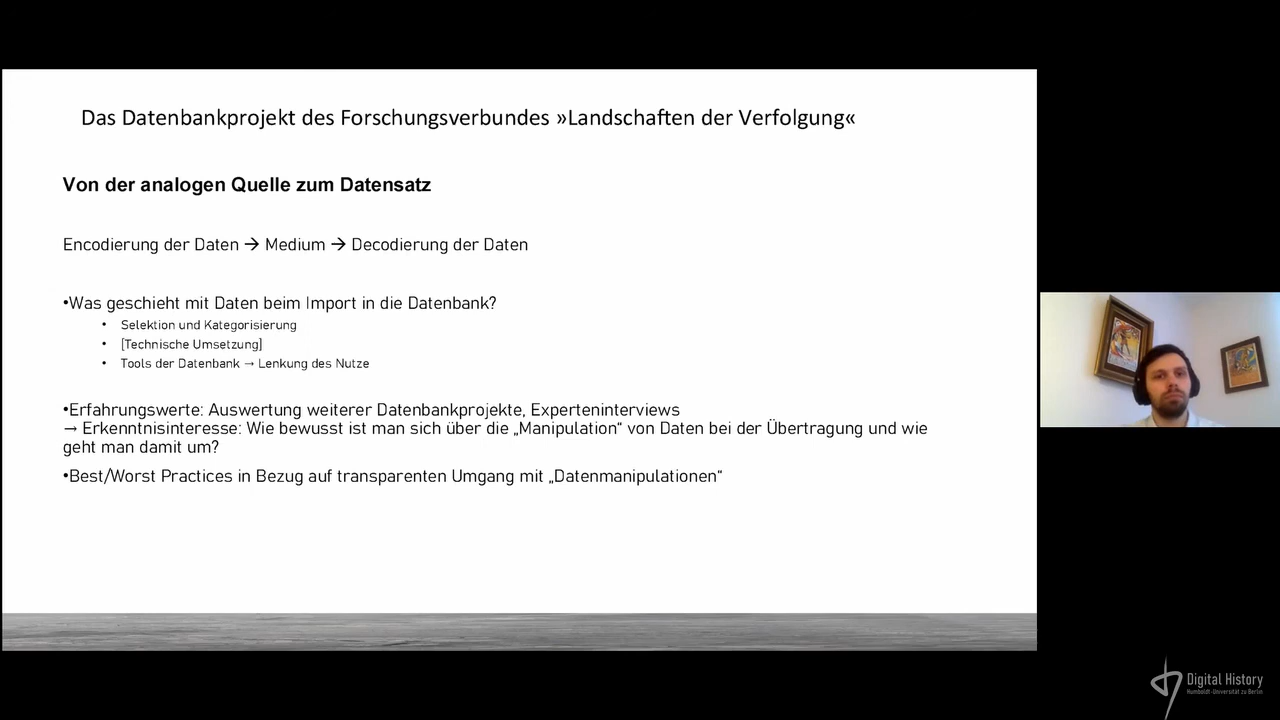 Das Datenbankprojekt des Forschungsverbundes »Landschaften der Verfolgung«
Von der analogen Quelle zum Datensatz
Encodierung der Daten → Medium → Decodierung der Daten
•Was geschieht mit Daten beim Import in die Datenbank?
• Selektion und Kategorisierung
• [Technische Umsetzung]
• Tools der Datenbank → Lenkung des Nutze
•Erfahrungswerte: Auswertung weiterer Datenbankprojekte, Experteninterviews
→ Erkenntnisinteresse: Wie bewusst ist man sich über die „Manipulation“ von Daten bei der Übertragung und wie
geht man damit um?
•Best/Worst Practices in Bezug auf transparenten Umgang mit „Datenmanipulationen“
Digital History
Humboldt-Universität zu Berlin